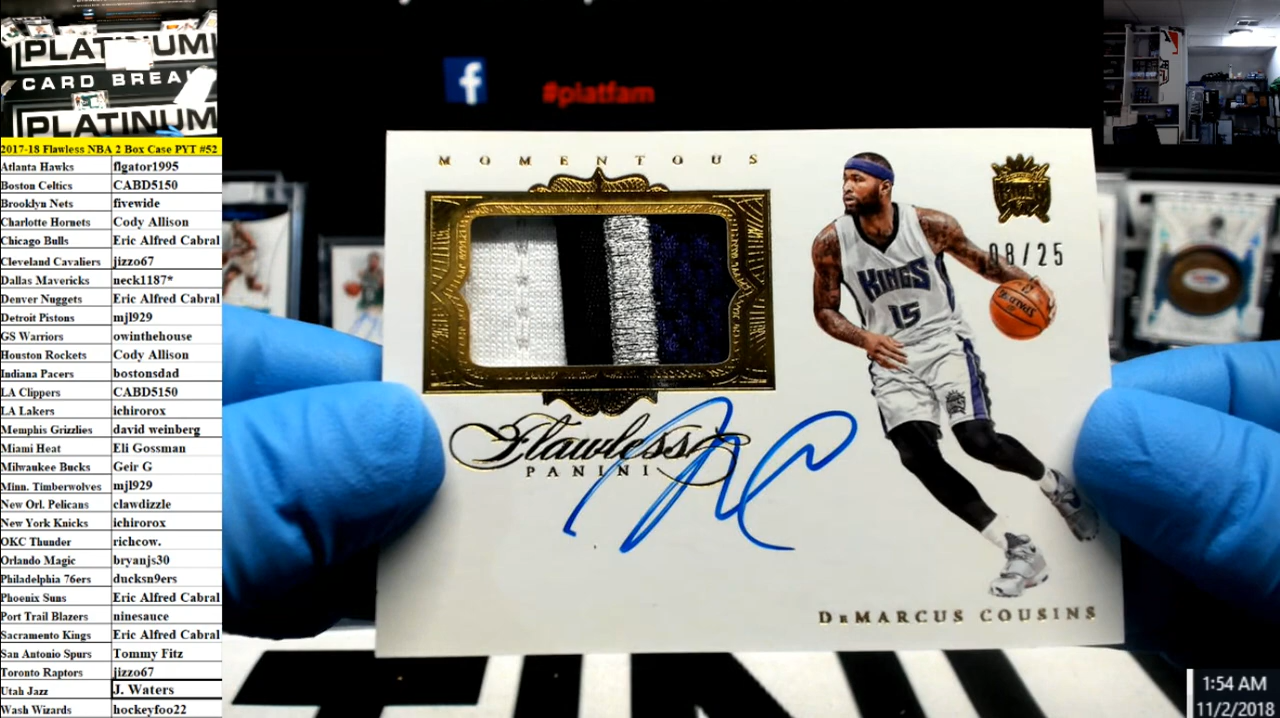 PLATINUM
CARD BREA
PLATINUM
2017-18 Flawless NBA 2 Box Case PYT #52
Atlanta Hawks flgator1995
Boston Celtics CABD5150
Brooklyn Nets fivewide
Charlotte Hornets Cody Allison
Chicago Bulls Eric Alfred Cabral
Cleveland Cavaliers jizzo67
Dallas Mavericks neck1187*
Denver Nuggets Eric Alfred Cabral
Detroit Pistons mjl929
GS Warriors owinthehouse
Houston Rockets Cody Allison
Indiana Pacers bostonsdad
LA Clippers CABD5150
LA Lakers ichirorox
Memphis Grizzlies david weinberg
Miami Heat Eli Gossman
Milwaukee Bucks Geir G
Minn. Timberwolves mjl929
New Orl. Pelicans clawdizzle
New York Knicks ichirorox
OKC Thunder richcow.
Orlando Magic bryanjs30
Philadelphia 76ers ducksn9ers
Phoenix Suns Eric Alfred Cabral
Port Trail Blazers ninesauce
Sacramento Kings Eric Alfred Cabral
San Antonio Spurs Tommy Fitz
Toronto Raptors jizzo67
Utah Jazz J. Waters
Wash Wizards hockeyfoo22
f
#platfam
MOMENTOUS
08/25
KINGS
15
SPALDING
Flawless
PANINI
DeMARCUS COUSINS
1:54 AM
11/2/2018